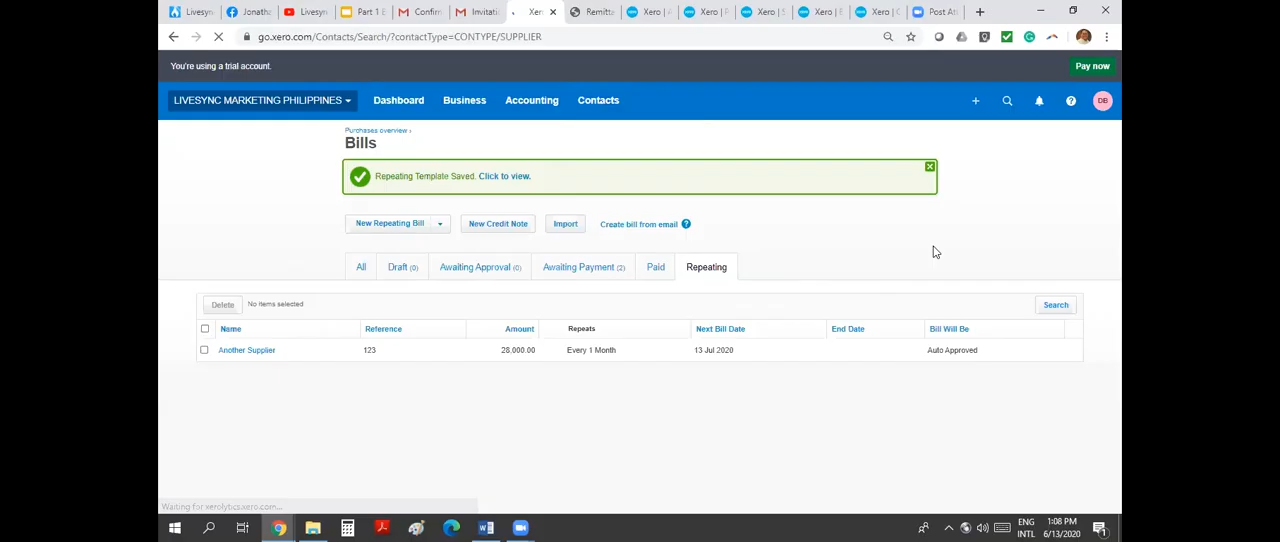 Livesync
Jonatha
Livesyn
Part 1 E
Confirm
Invitatio
Xer
Remitta
Xero | A
Xero |
Xero | S
Xero | E
Xero | C
Post At
go.xero.com/Contacts/Search/?contactType=CONTYPE/SUPPLIER
You're using a trial account.
Pay now
LIVESYNC MARKETING PHILIPPINES
Dashboard
Business
Accounting
Contacts
DB
Purchases overview ›
Bills
Repeating Template Saved. Click to view.
New Repeating Bill
New Credit Note
Import
Create bill from email
All
Draft (0)
Awaiting Approval (0)
Awaiting Payment (2)
Paid
Repeating
Delete
No items selected
Search
Name
Reference
Amount
Repeats
Next Bill Date
End Date
Bill Will Be
Another Supplier
123
28,000.00
Every 1 Month
13 Jul 2020
Auto Approved
Waiting for xerolytics.xero.com...
ENG
INTL
1:08 PM
6/13/2020